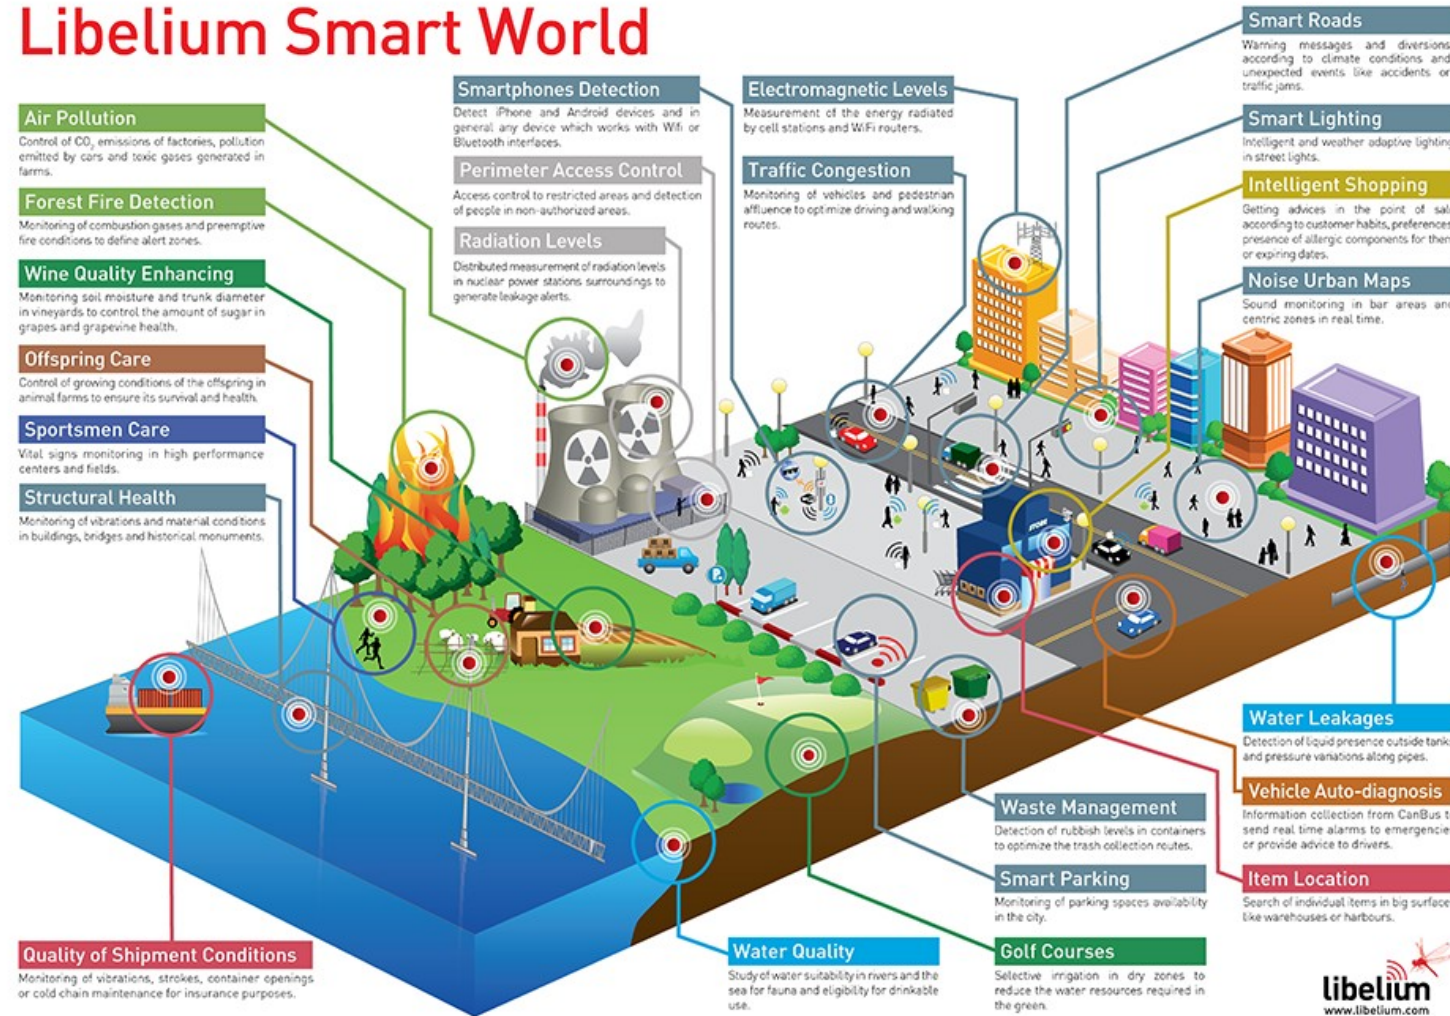 Libelium Smart World
Air Pollution
Control of CO₂ emissions of factories, pollution
emitted by cars and toxic gases generated in
farms.
Forest Fire Detection
Monitoring of combustion gases and preemptive
fire conditions to define alert zones.
Wine Quality Enhancing
Monitoring soil moisture and trunk diameter
in vineyards to control the amount of sugar in
grapes and grapevine health.
Offspring Care
Control of growing conditions of the offspring in
animal farms to ensure its survival and health.
Sportsmen Care
Vital signs monitoring in high performance
centers and fields.
Structural Health
Monitoring of vibrations and material conditions
in buildings, bridges and historical monuments.
Quality of Shipment Conditions
Monitoring of vibrations, strokes, container openings
or cold chain maintenance for insurance purposes.
Smartphones Detection
Detect iPhone and Android devices and in
general any device which works with Wifi or
Bluetooth interfaces.
Perimeter Access Control
Access control to restricted areas and detection
of people in non-authorized areas.
Radiation Levels
Distributed measurement of radiation levels
in nuclear power stations surroundings to
generate leakage alerts.
Electromagnetic Levels
Measurement of the energy radiated
by cell stations and WiFi routers.
Traffic Congestion
Monitoring of vehicles and pedestrian
affluence to optimize driving and walking
routes.
Smart Roads
Warning messages and diversions
according to climate conditions and
unexpected events like accidents or
traffic jams.
Smart Lighting
Intelligent and weather adaptive lighting
in street lights.
Intelligent Shopping
Getting advices in the point of sal
according to customer habits, preferences,
presence of allergic components for them
or expiring dates.
Noise Urban Maps
Sound monitoring in bar areas and
centric zones in real time.
STORE
P
Water Leakages
Detection of liquid presence outside tanks
and pressure variations along pipes.
Vehicle Auto-diagnosis
Information collection from CanBus t
send real time alarms to emergencie
or provide advice to drivers.
Item Location
Search of individual items in big surface
like warehouses or harbours.
Waste Management
Detection of rubbish levels in containers
to optimize the trash collection routes.
Smart Parking
Monitoring of parking spaces availability
in the city.
Golf Courses
Selective irrigation in dry zones to
reduce the water resources required in
the green.
Water Quality
Study of water suitability in rivers and the
sea for fauna and eligibility for drinkable
use.
libelium
www.libelium.com